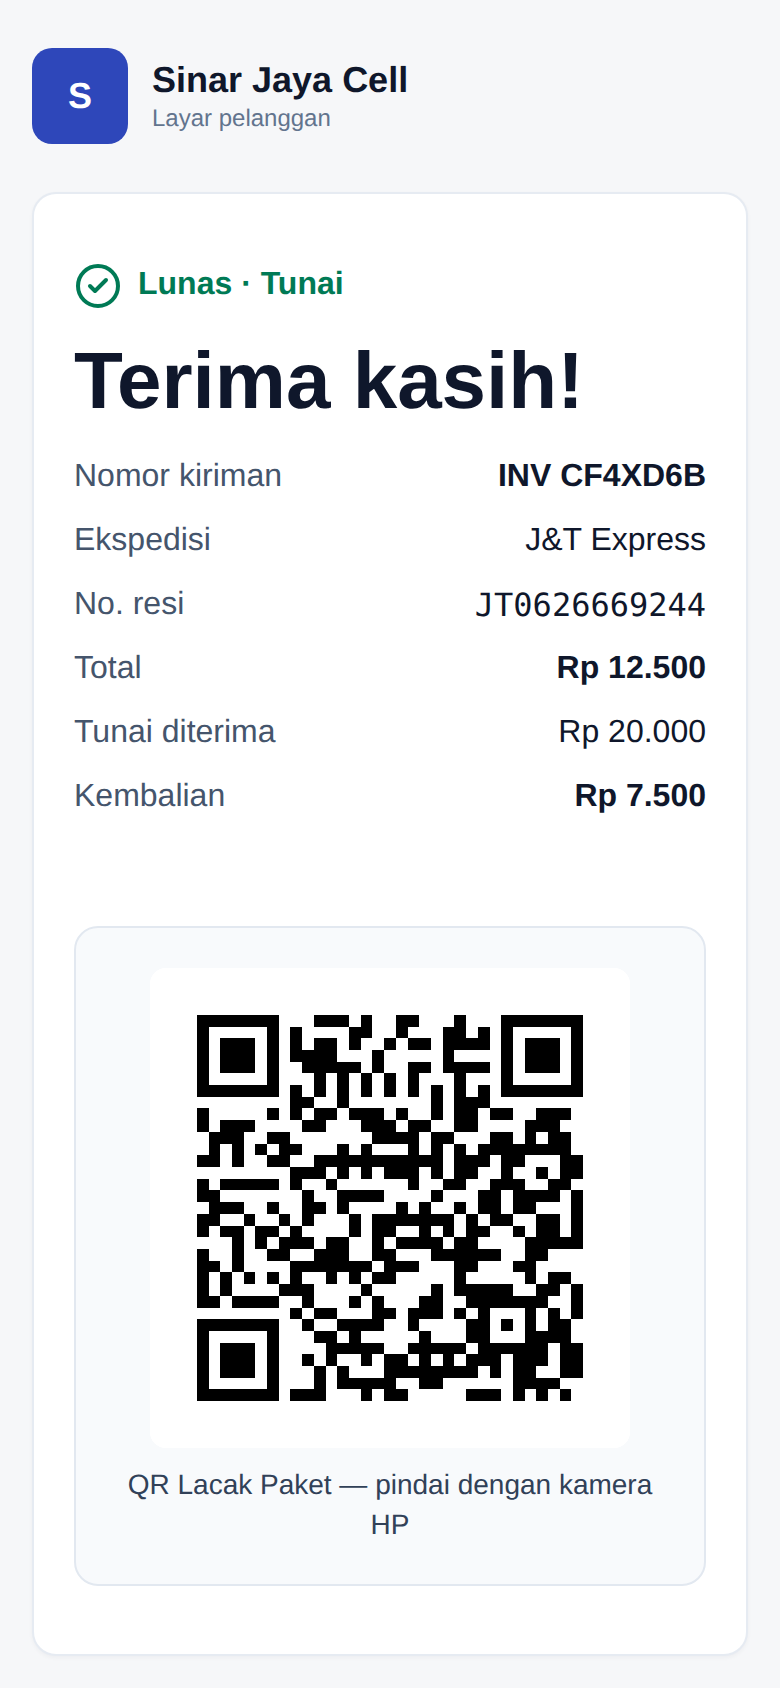 S
Sinar Jaya Cell
Layar pelanggan
Lunas · Tunai
Terima kasih!
Nomor kiriman INV CF4XD6B
Ekspedisi J&T Express
No. resi JT0626669244
Total Rp 12.500
Tunai diterima Rp 20.000
Kembalian Rp 7.500
QR Lacak Paket — pindai dengan kamera
HP